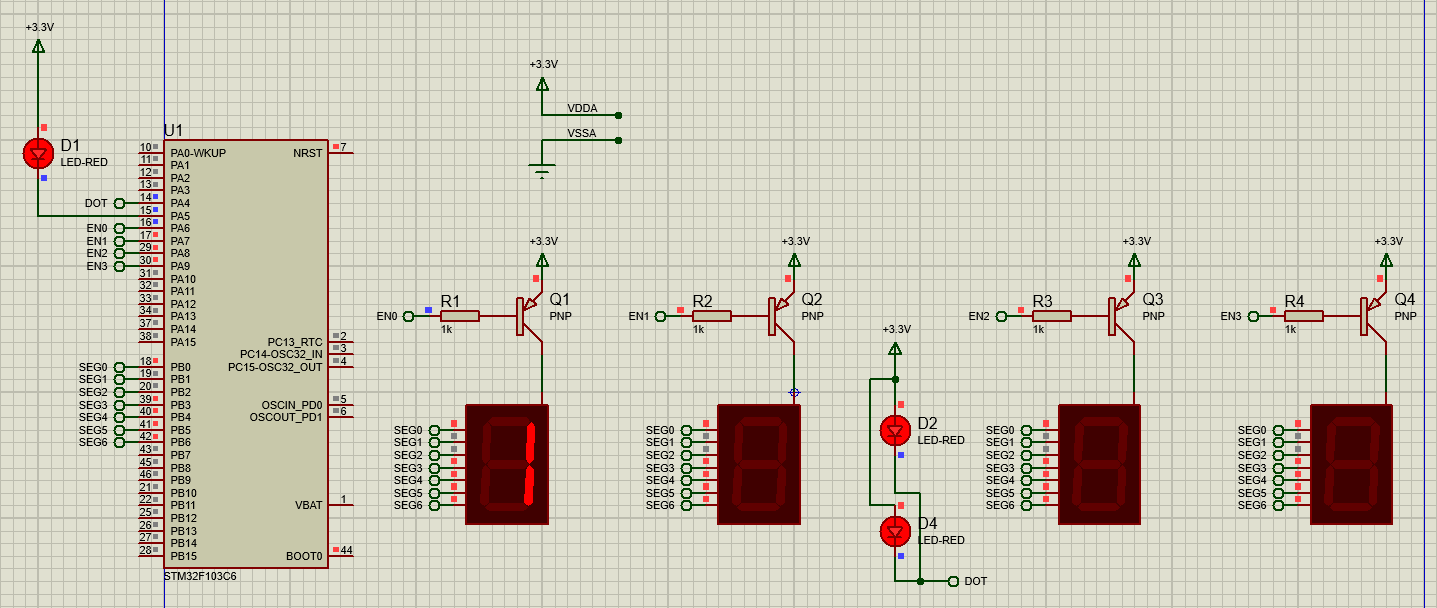 +3.3V
D1
LED-RED
+3.3V
VDDA
VSSA
U1
10 PA0-WKUP NRST 7
11 PA1
12 PA2
13 PA3
DOT 14 PA4
15 PA5
EN0 16 PA6
EN1 17 PA7
EN2 29 PA8
EN3 30 PA9
31 PA10
32 PA11
33 PA12
34 PA13
37 PA14
38 PA15
PC13_RTC 2
PC14-OSC32_IN 3
PC15-OSC32_OUT 4
SEG0 18 PB0
SEG1 19 PB1
SEG2 20 PB2
SEG3 39 PB3 OSCIN_PD0 5
SEG4 40 PB4 OSCOUT_PD1 6
SEG5 41 PB5
SEG6 42 PB6
43 PB7
45 PB8
46 PB9
21 PB10
22 PB11 VBAT 1
25 PB12
26 PB13
27 PB14
28 PB15 BOOT0 44
STM32F103C6
+3.3V
Q1
PNP
EN0
R1
1k
SEG0
SEG1
SEG2
SEG3
SEG4
SEG5
SEG6
1
+3.3V
Q2
PNP
EN1
R2
1k
SEG0
SEG1
SEG2
SEG3
SEG4
SEG5
SEG6
+3.3V
D2
LED-RED
D4
LED-RED
DOT
+3.3V
Q3
PNP
EN2
R3
1k
SEG0
SEG1
SEG2
SEG3
SEG4
SEG5
SEG6
+3.3V
Q4
PNP
EN3
R4
1k
SEG0
SEG1
SEG2
SEG3
SEG4
SEG5
SEG6